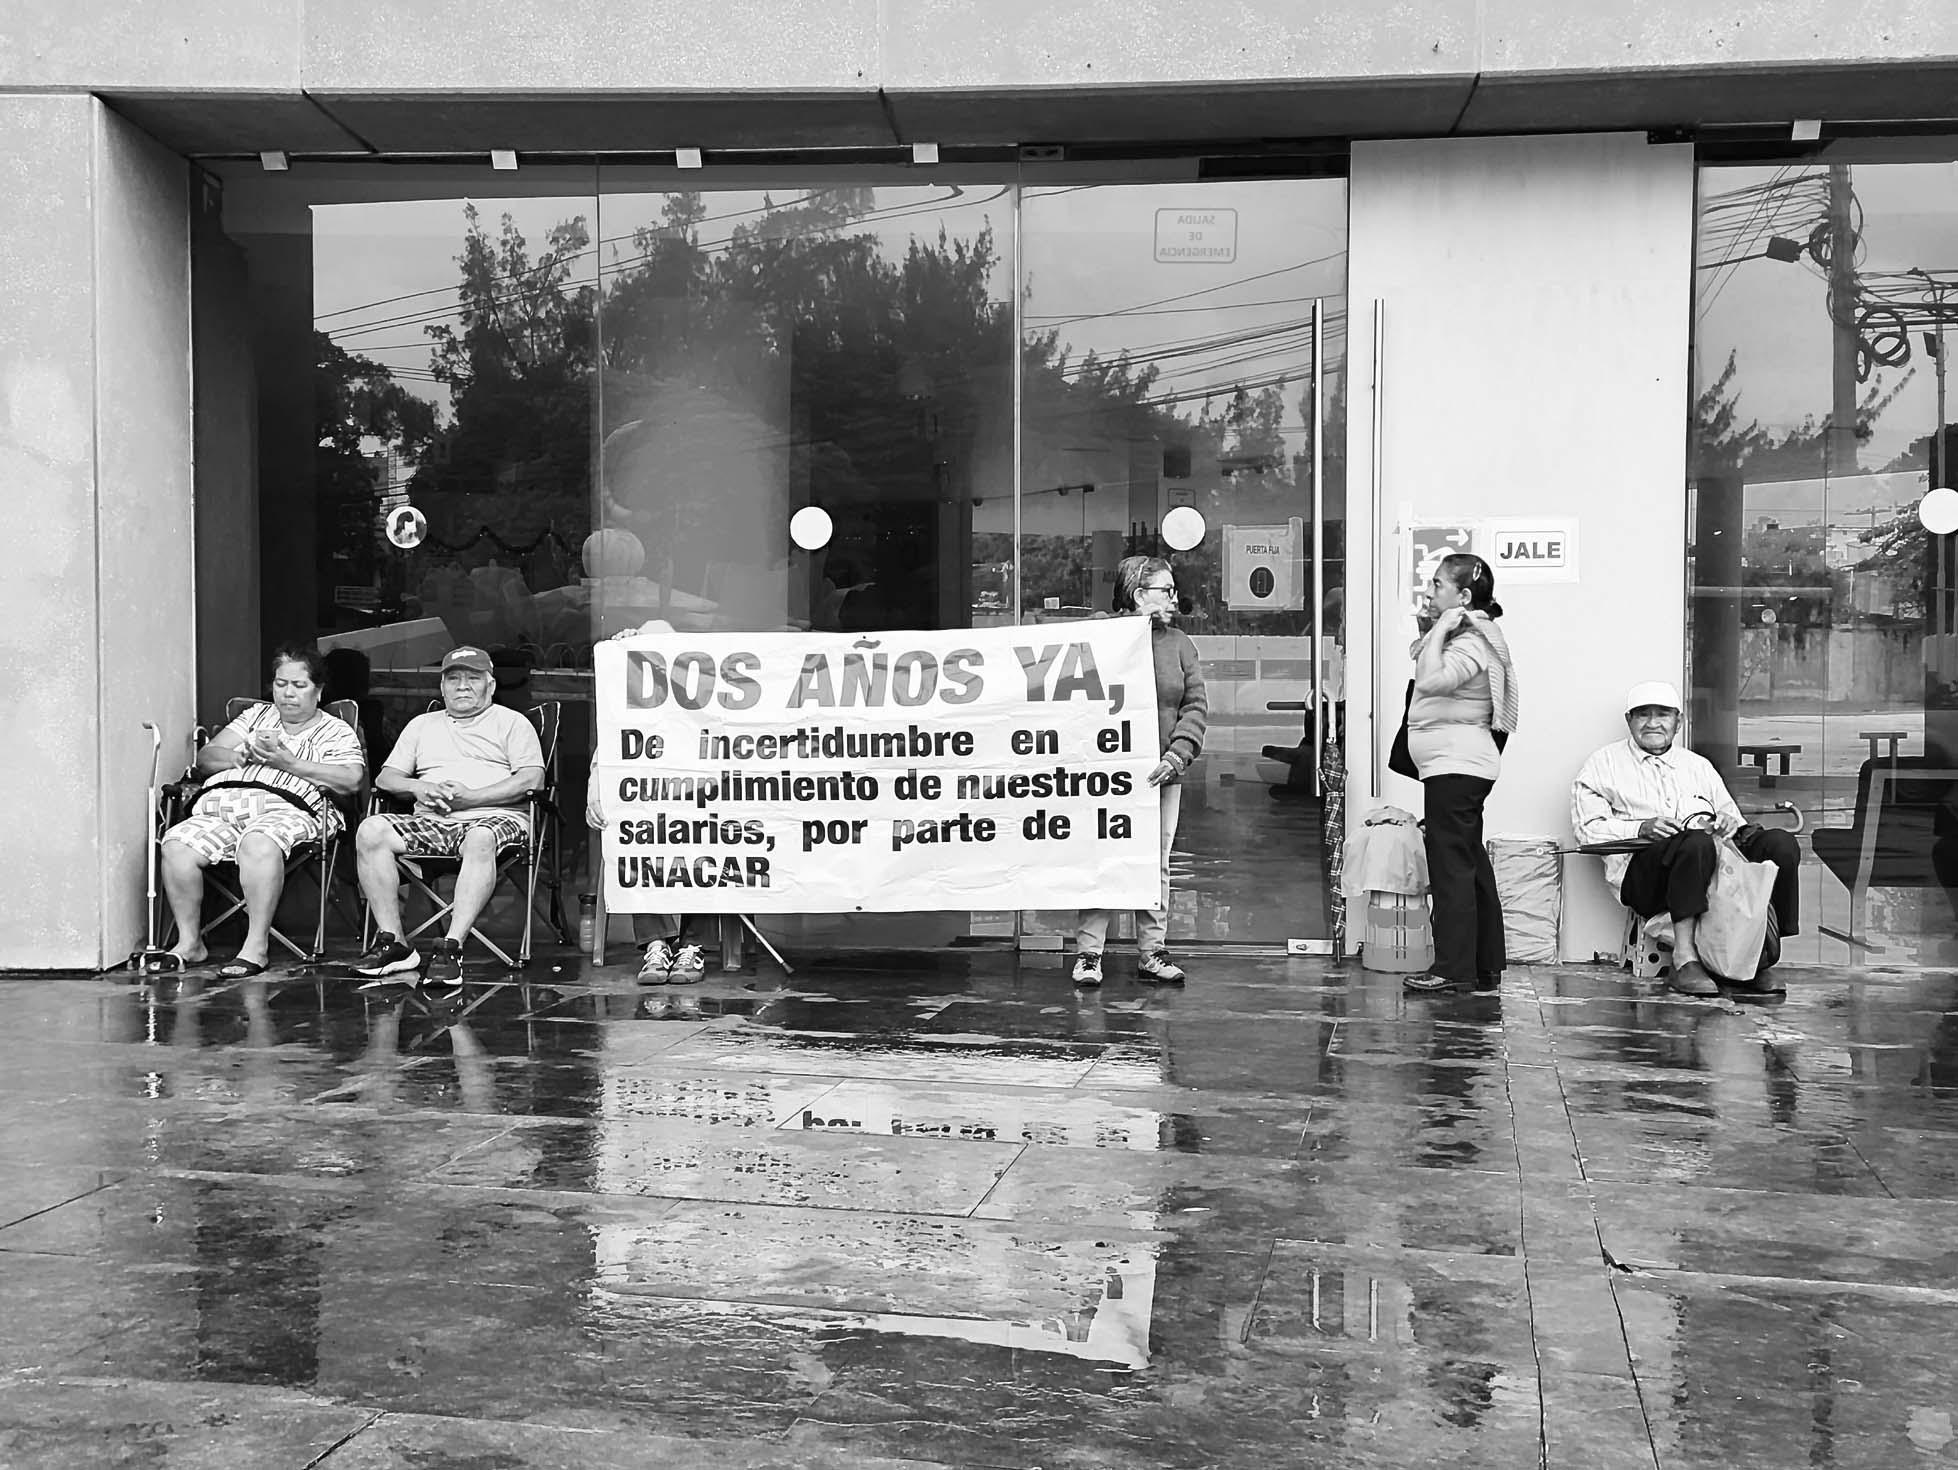 SALIDA
DE
EMERGENCIA
PUERTA FIJA
JALE
DOS AÑOS YA,
De incertidumbre en el
cumplimiento de nuestros
salarios, por parte de la
UNACAR